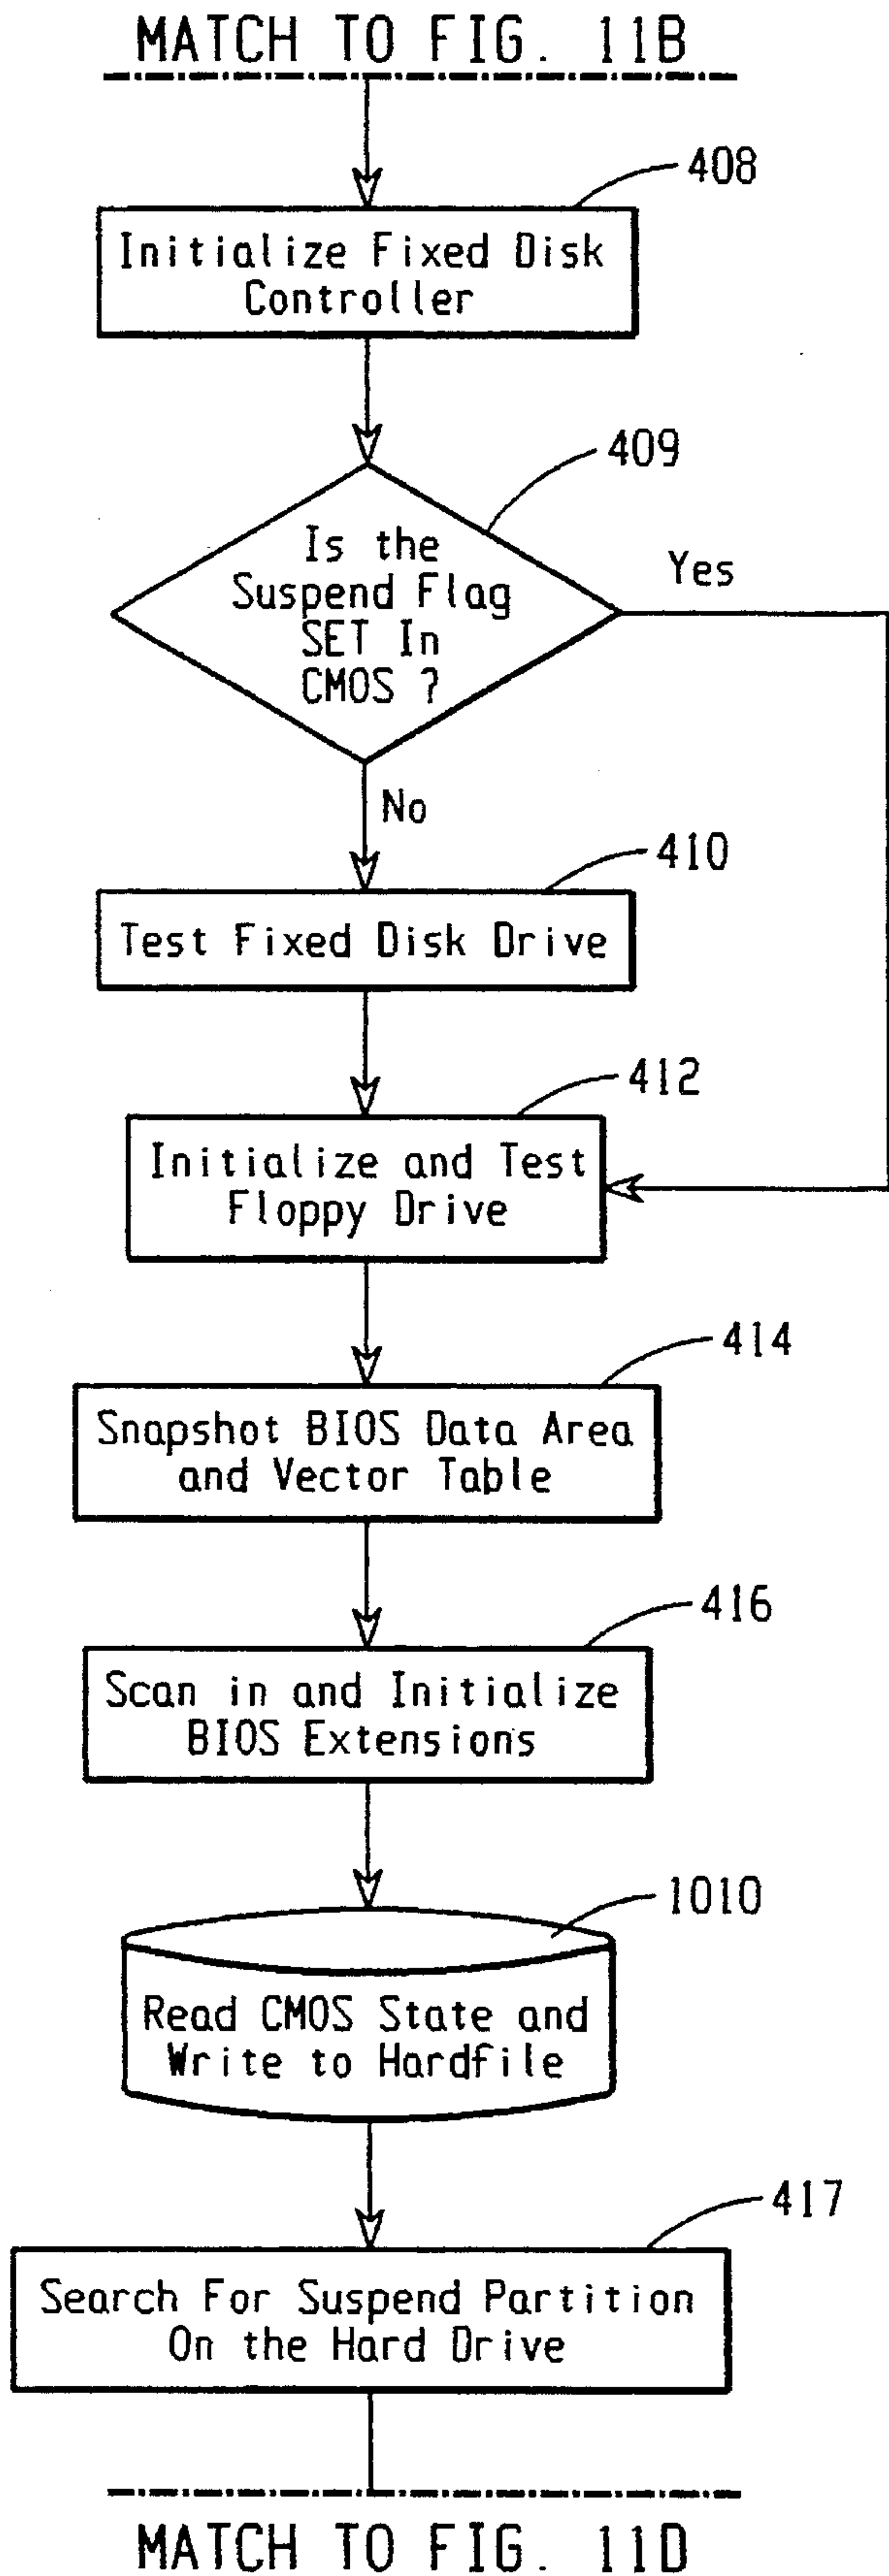 MATCH TO FIG. 11B
408
Initialize Fixed Disk
Controller
409
Is the
Suspend Flag
SET In
CMOS ?
Yes
No
410
Test Fixed Disk Drive
412
Initialize and Test
Floppy Drive
414
Snapshot BIOS Data Area
and Vector Table
416
Scan in and Initialize
BIOS Extensions
1010
Read CMOS State and
Write to Hardfile
417
Search For Suspend Partition
On the Hard Drive
MATCH TO FIG. 11D